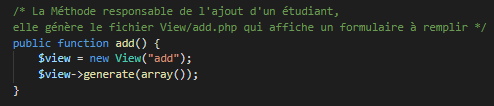 /* La Méthode responsable de l'ajout d'un étudiant,
elle génère le fichier View/add.php qui affiche un formulaire à remplir */
public function add() {
$view = new View("add");
$view->generate(array());
}